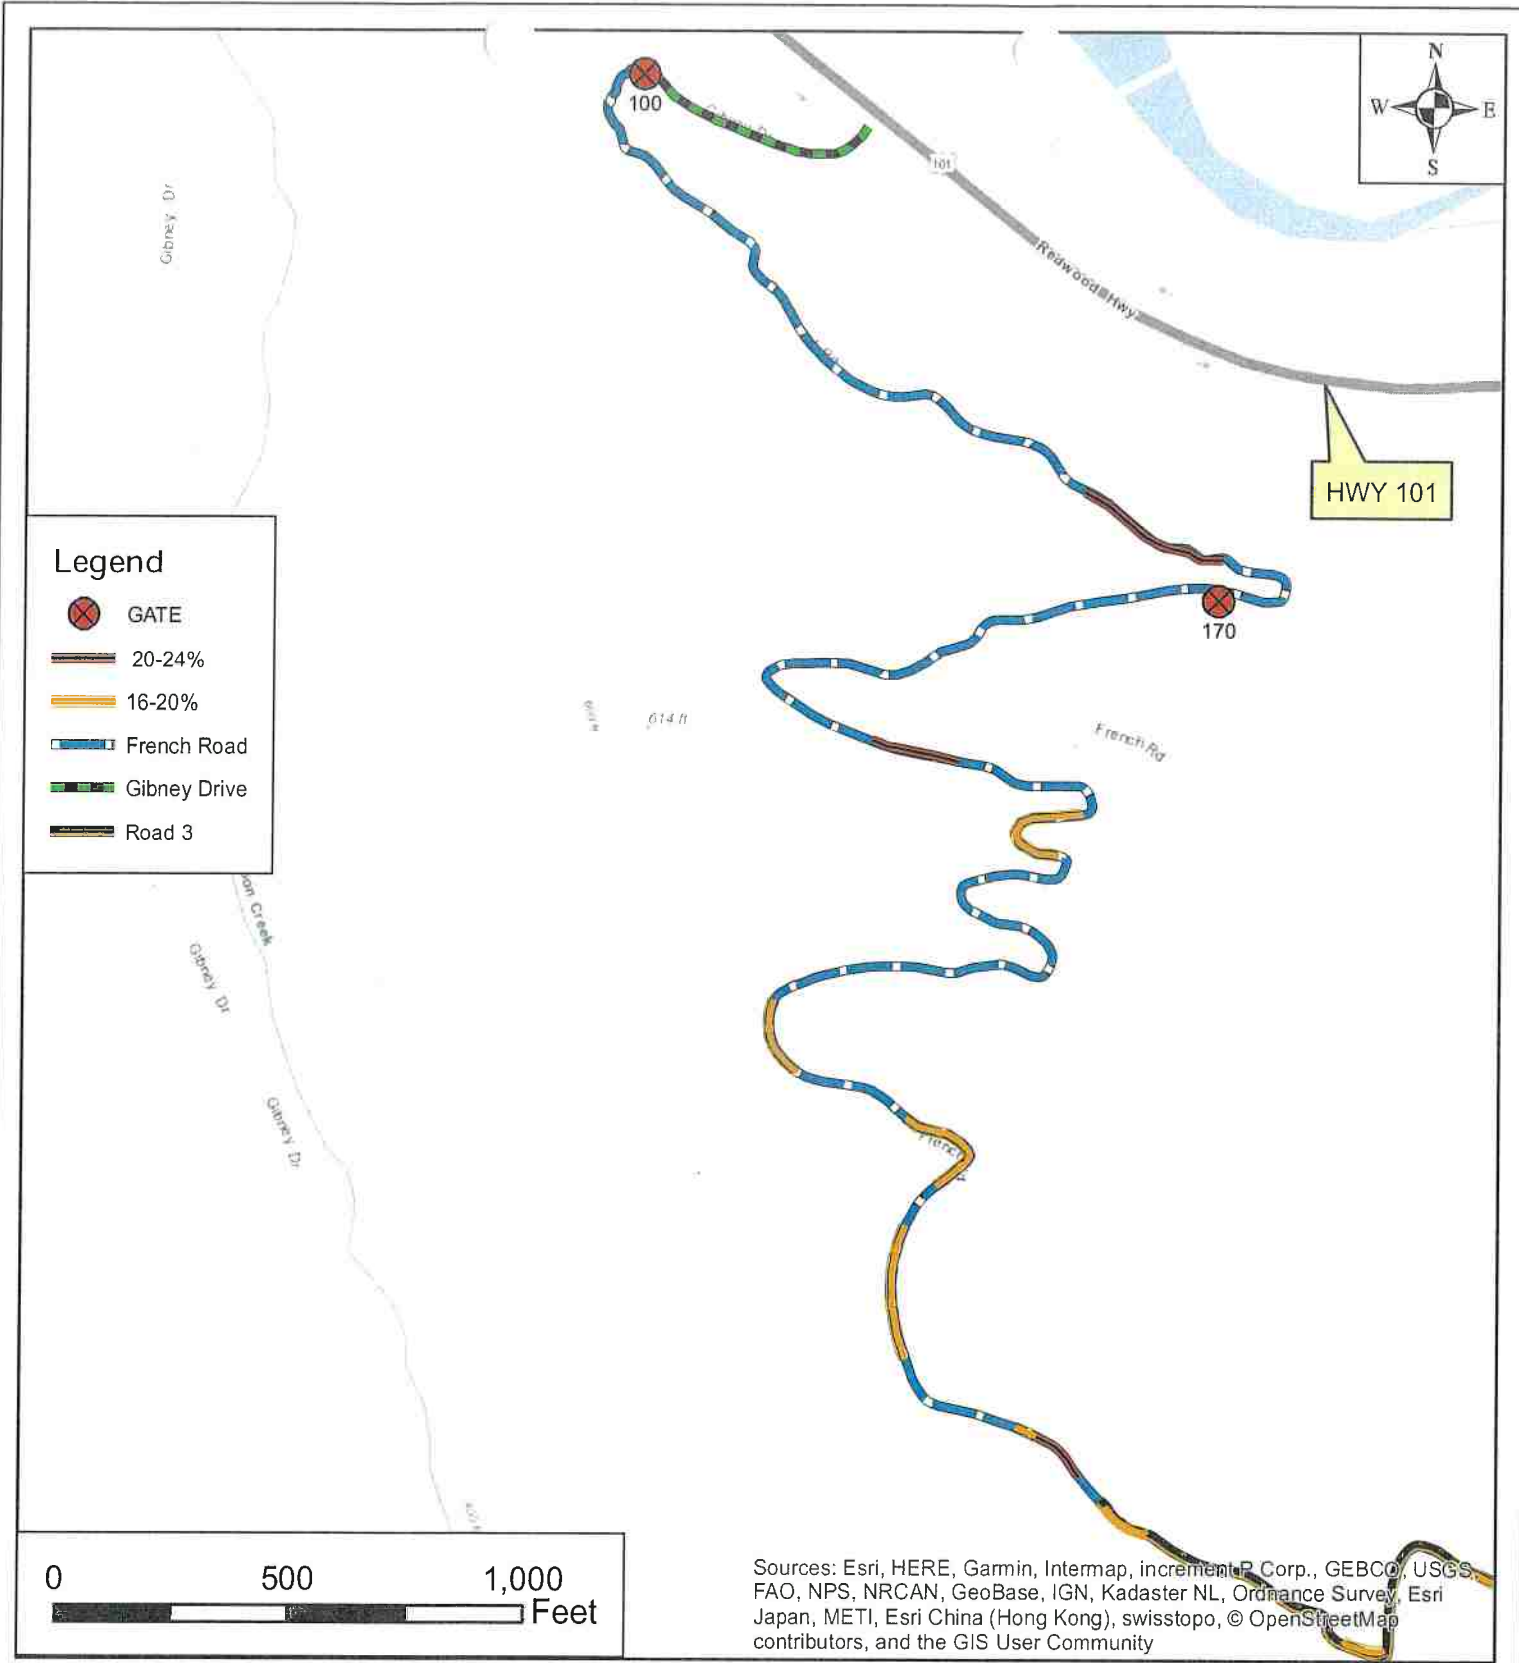 N
W E
S
100
Gibney Dr
101
Gibney Dr
Redwood Hwy
HWY 101
Legend
GATE
20-24%
16-20%
French Road
Gibney Drive
Road 3
170
614 ft
French Rd
Creek
Gibney Dr
Gibney Dr
0 500 1,000
Feet
Sources: Esri, HERE, Garmin, Intermap, increment P Corp., GEBCO, USGS,
FAO, NPS, NRCAN, GeoBase, IGN, Kadaster NL, Ordnance Survey, Esri
Japan, METI, Esri China (Hong Kong), swisstopo, © OpenStreetMap
contributors, and the GIS User Community